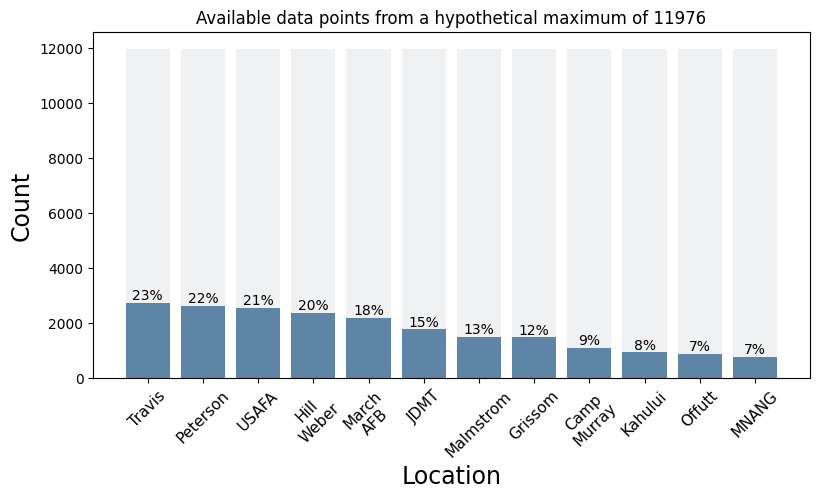 Available data points from a hypothetical maximum of 11976
Count
12000
10000
8000
6000
4000
2000
0
23%
22%
21%
20%
18%
15%
13%
12%
9%
8%
7%
7%
Travis
Peterson
USAFA
Hill
Weber
March
AFB
JDMT
Malmstrom
Grissom
Camp
Murray
Kahului
Offutt
MNANG
Location